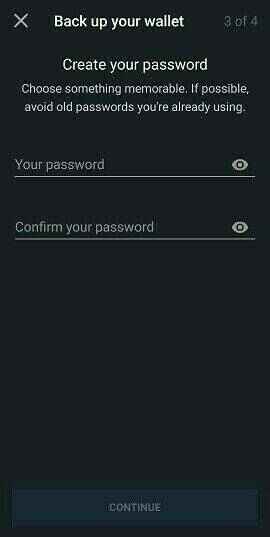 Back up your wallet 3 of 4
Create your password
Choose something memorable. If possible,
avoid old passwords you're already using.
Your password
Confirm your password
CONTINUE